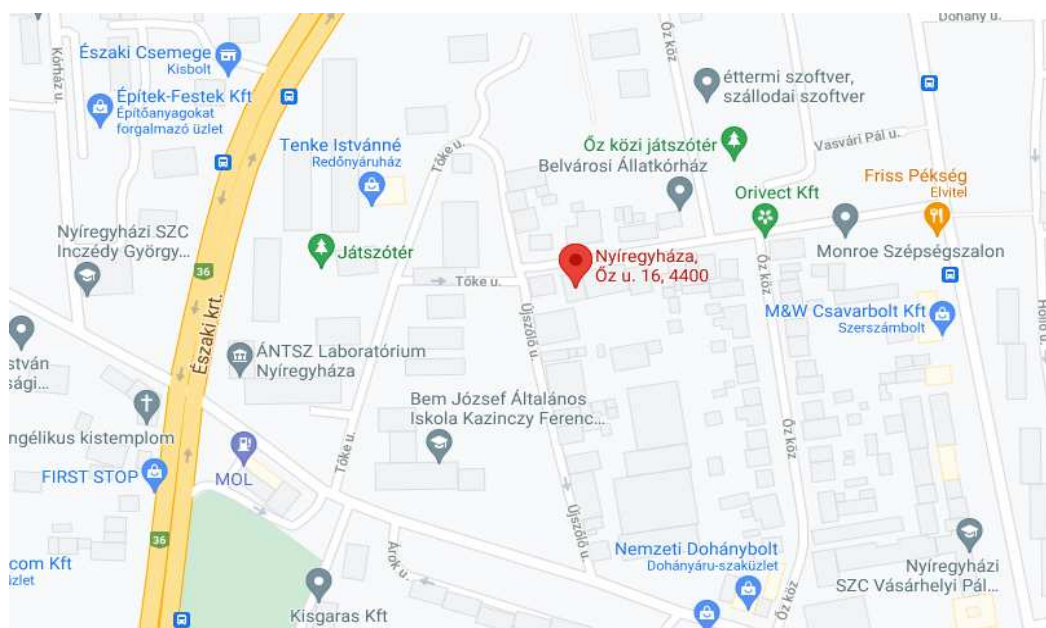 Dohány u.
Kórház u.
Északi Csemege
Kisbolt
Építek-Festek Kft
Építőanyagokat
forgalmazó üzlet
Tenke Istvánné
Redőnyáruház
Tőke u.
Őz köz
éttermi szoftver,
szállodai szoftver
Őz közi játszótér
Belvárosi Állatkórház
Vasvári Pál u.
Friss Pékség
Elvitel
Orivect Kft
Monroe Szépségszalon
Nyíregyházi SZC
Inczédy György...
36
Északi krt.
Játszótér
Nyíregyháza,
Őz u. 16, 4400
Tőke u.
Újszőlő u.
Őz köz
M&W Csavarbolt Kft
Szerszámbolt
Holló u.
ÁNTSZ Laboratórium
Nyíregyháza
stván
sági...
Bem József Általános
Iskola Kazinczy Ferenc...
ngélikus kistemplom
FIRST STOP
MOL
Tőke u.
Őz köz
Újszőlő u.
36
com Kft
üzlet
Árok u.
Kisgaras Kft
Nemzeti Dohánybolt
Dohányáru-szaküzlet
Őz köz
Nyíregyházi
SZC Vásárhelyi Pál...